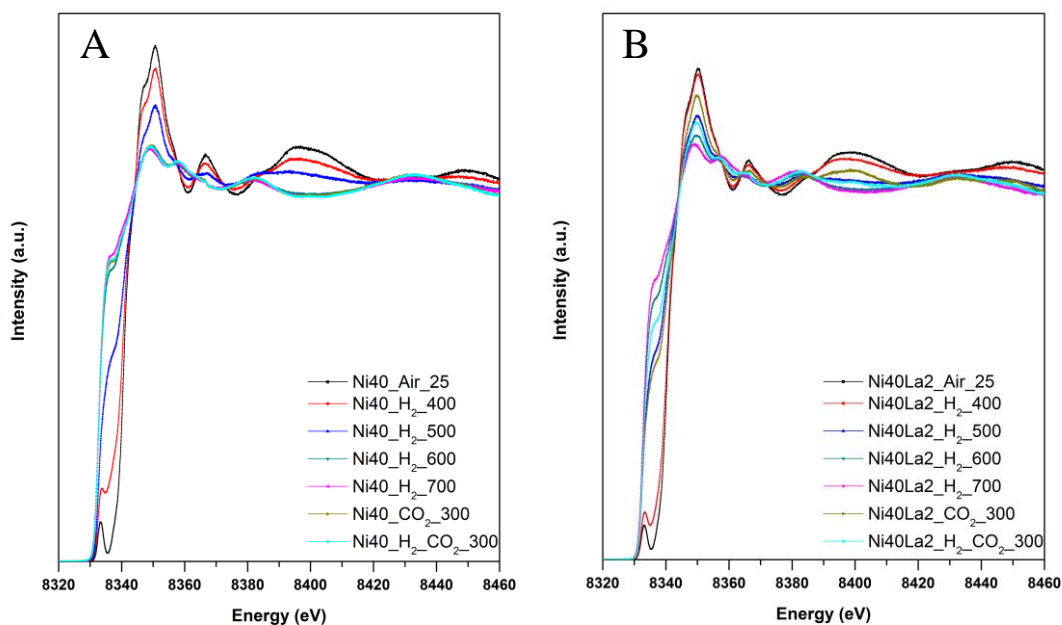 A
Intensity (a.u.)
Ni40_Air_25
Ni40_H₂_400
Ni40_H₂_500
Ni40_H₂_600
Ni40_H₂_700
Ni40_CO₂_300
Ni40_H₂_CO₂_300
8320 8340 8360 8380 8400 8420 8440 8460
Energy (eV)
B
Intensity (a.u.)
Ni40La2_Air_25
Ni40La2_H₂_400
Ni40La2_H₂_500
Ni40La2_H₂_600
Ni40La2_H₂_700
Ni40La2_CO₂_300
Ni40La2_H₂_CO₂_300
8320 8340 8360 8380 8400 8420 8440 8460
Energy (eV)